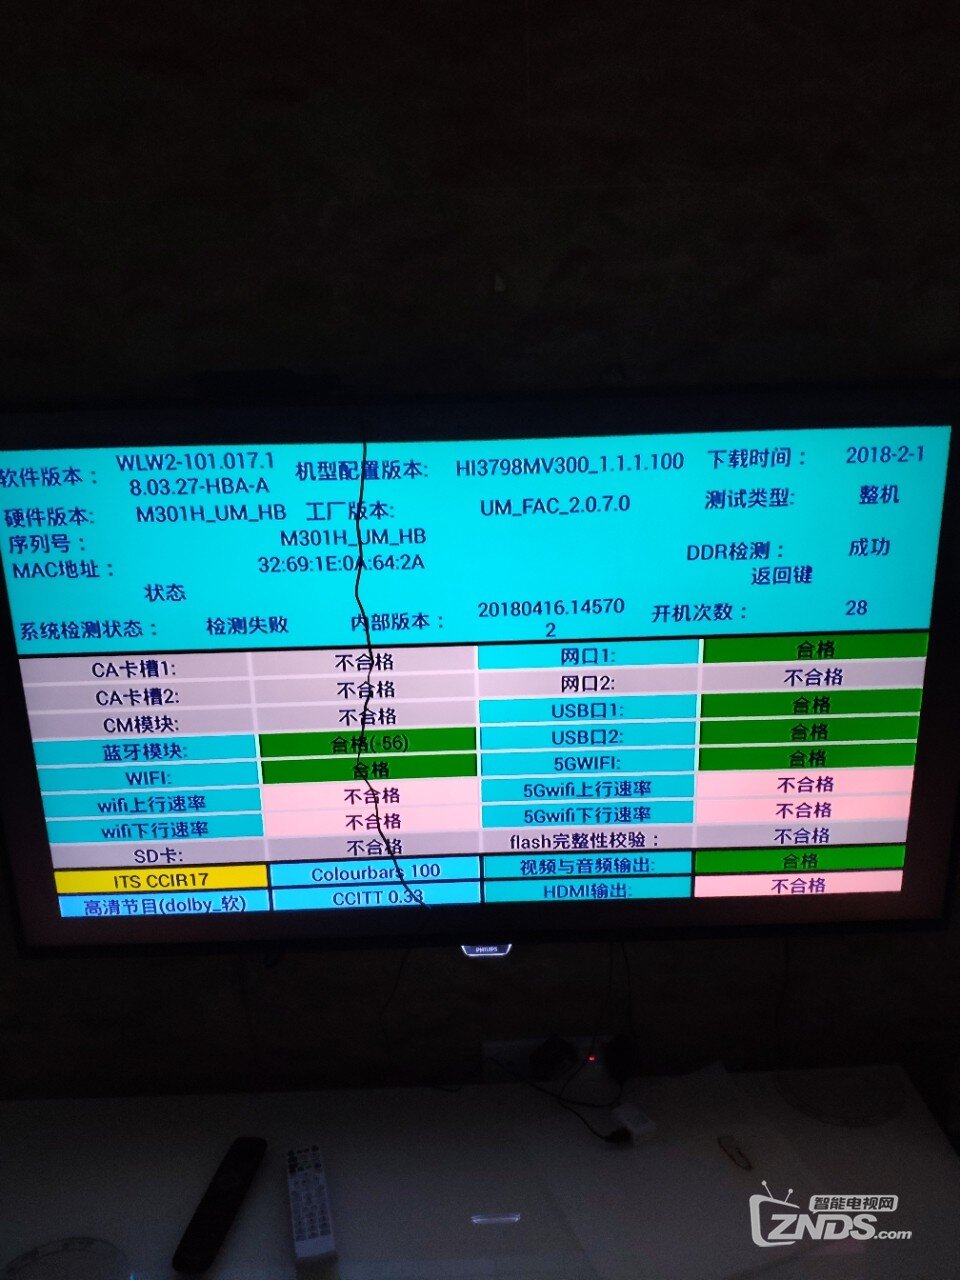 软件版本： WLW2-101.017.1 机型配置版本: HI3798MV300_1.1.1.100 下载时间： 2018-2-1
8.03.27-HBA-A
硬件版本: M301H_UM_HB 工厂版本: UM_FAC_2.0.7.0 测试类型: 整机
序列号： M301H_UM_HB
MAC地址： 32:69:1E:0A:64:2A DDR检测： 成功
状态 返回键
系统检测状态： 检测失败 内部版本： 20180416.14570 开机次数： 28
2
CA卡槽1: 不合格 网口1: 合格
CA卡槽2: 不合格 网口2: 不合格
CM模块: 不合格 USB口1: 合格
蓝牙模块: 合格(-56) USB口2: 合格
WIFI: 合格 5GWIFI: 合格
wifi上行速率 不合格 5Gwifi上行速率 不合格
wifi下行速率 不合格 5Gwifi下行速率 不合格
SD卡: 不合格 flash完整性校验： 不合格
ITS CCIR17 Colourbars 100 视频与音频输出: 合格
高清节目(dolby_软) CCITT 0.33 HDMI输出: 不合格
PHILIPS
智能电视网
ZNDS.com